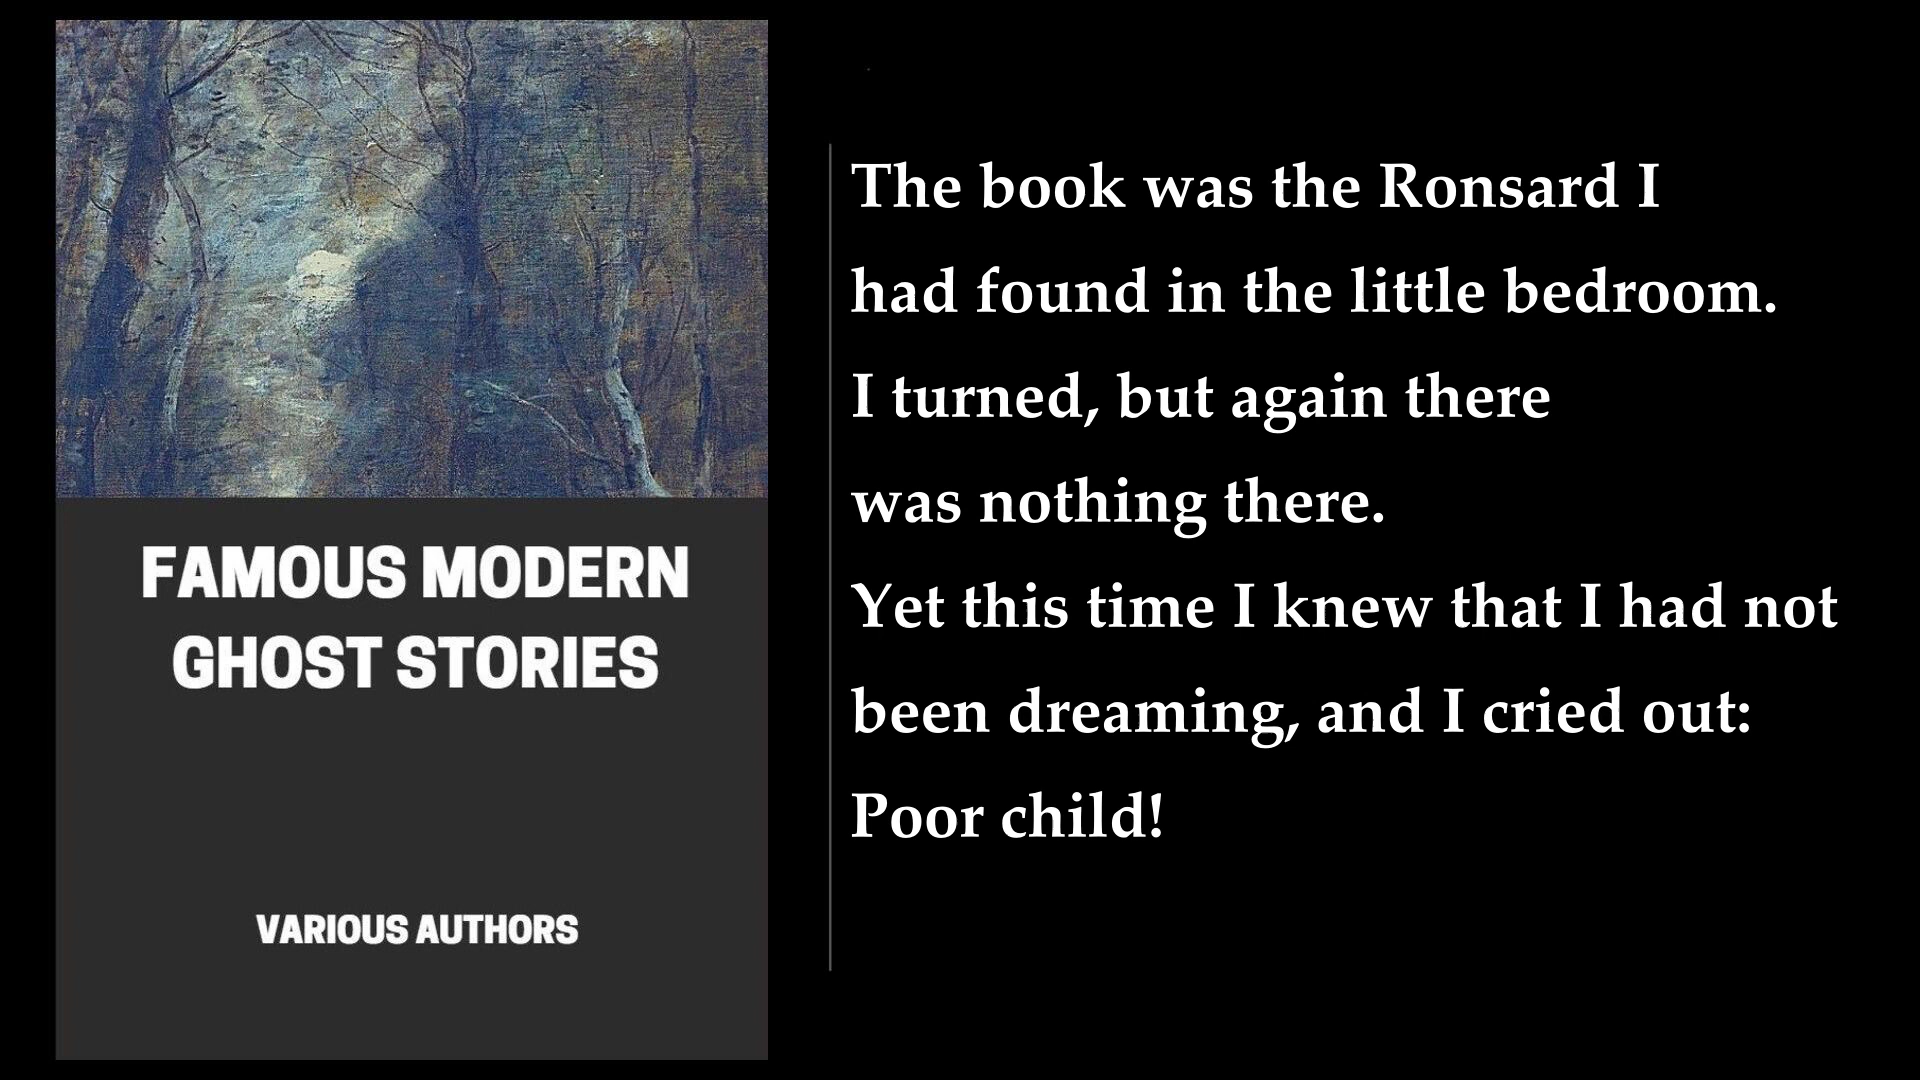 FAMOUS MODERN
GHOST STORIES
VARIOUS AUTHORS
The book was the Ronsard I
had found in the little bedroom.
I turned, but again there
was nothing there.
Yet this time I knew that I had not
been dreaming, and I cried out:
Poor child!